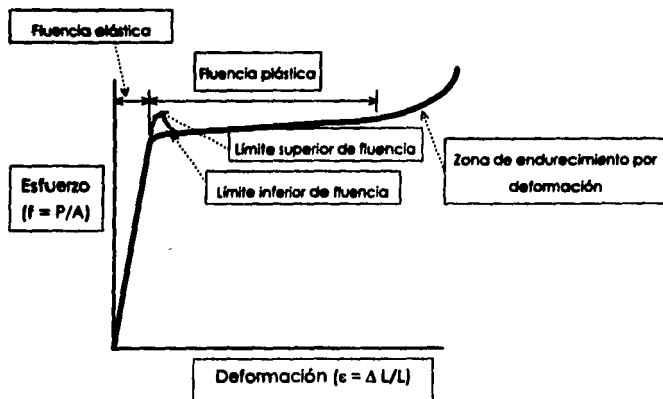 Fluencia elástica
Fluencia plástica
Límite superior de fluencia
Límite inferior de fluencia
Zona de endurecimiento por
deformación
Esfuerzo
(f = P/A)
Deformación (ε = Δ L/L)